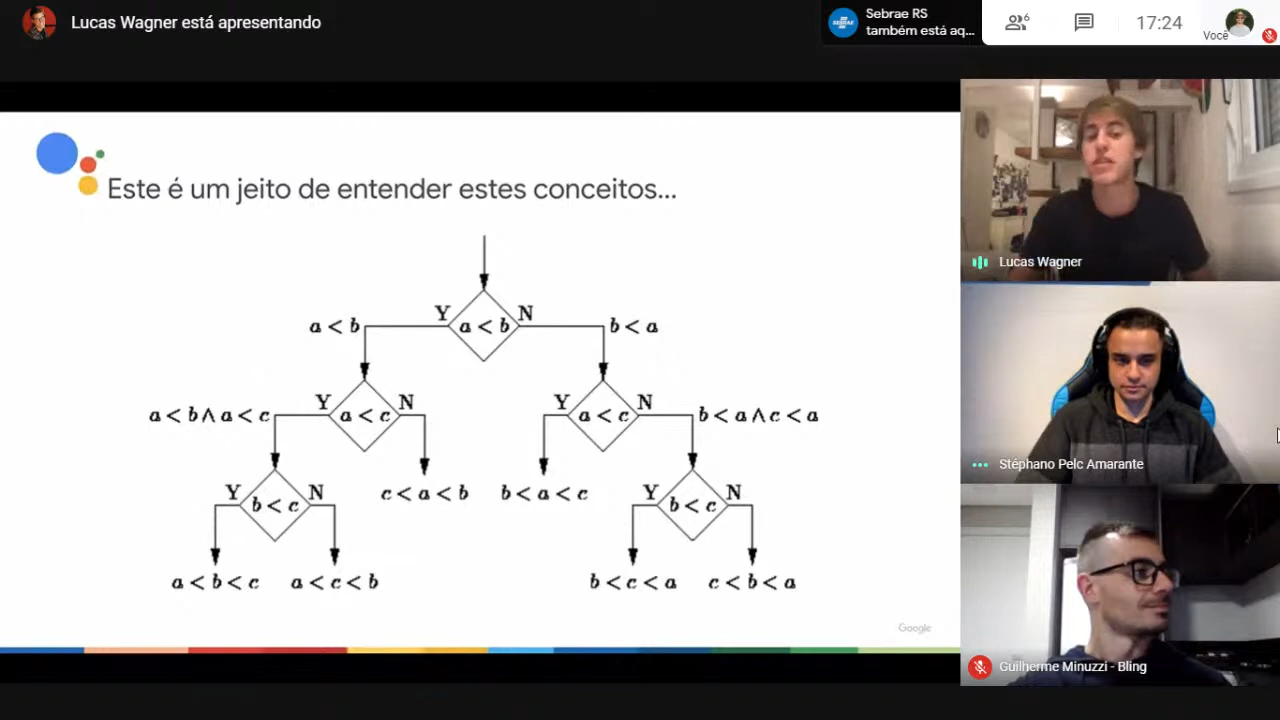 Lucas Wagner está apresentando
Sebrae RS
também está aq...
6
17:24
Você
Este é um jeito de entender estes conceitos...
Y a < b N
a < b
b < a
Y a < c N
Y a < c N
a < b ∧ a < c
b < a ∧ c < a
Y b < c N
c < a < b
b < a < c
Y b < c N
a < b < c
a < c < b
b < c < a
c < b < a
Google
Lucas Wagner
Stéphano Pelc Amarante
Guilherme Minuzzi - Bling